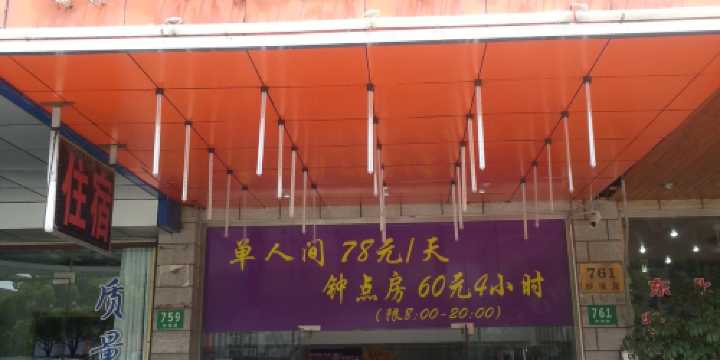 住宿
单人间 78元/天
钟点房 60元4小时
(限8:00-20:00)
质量
759
761
761